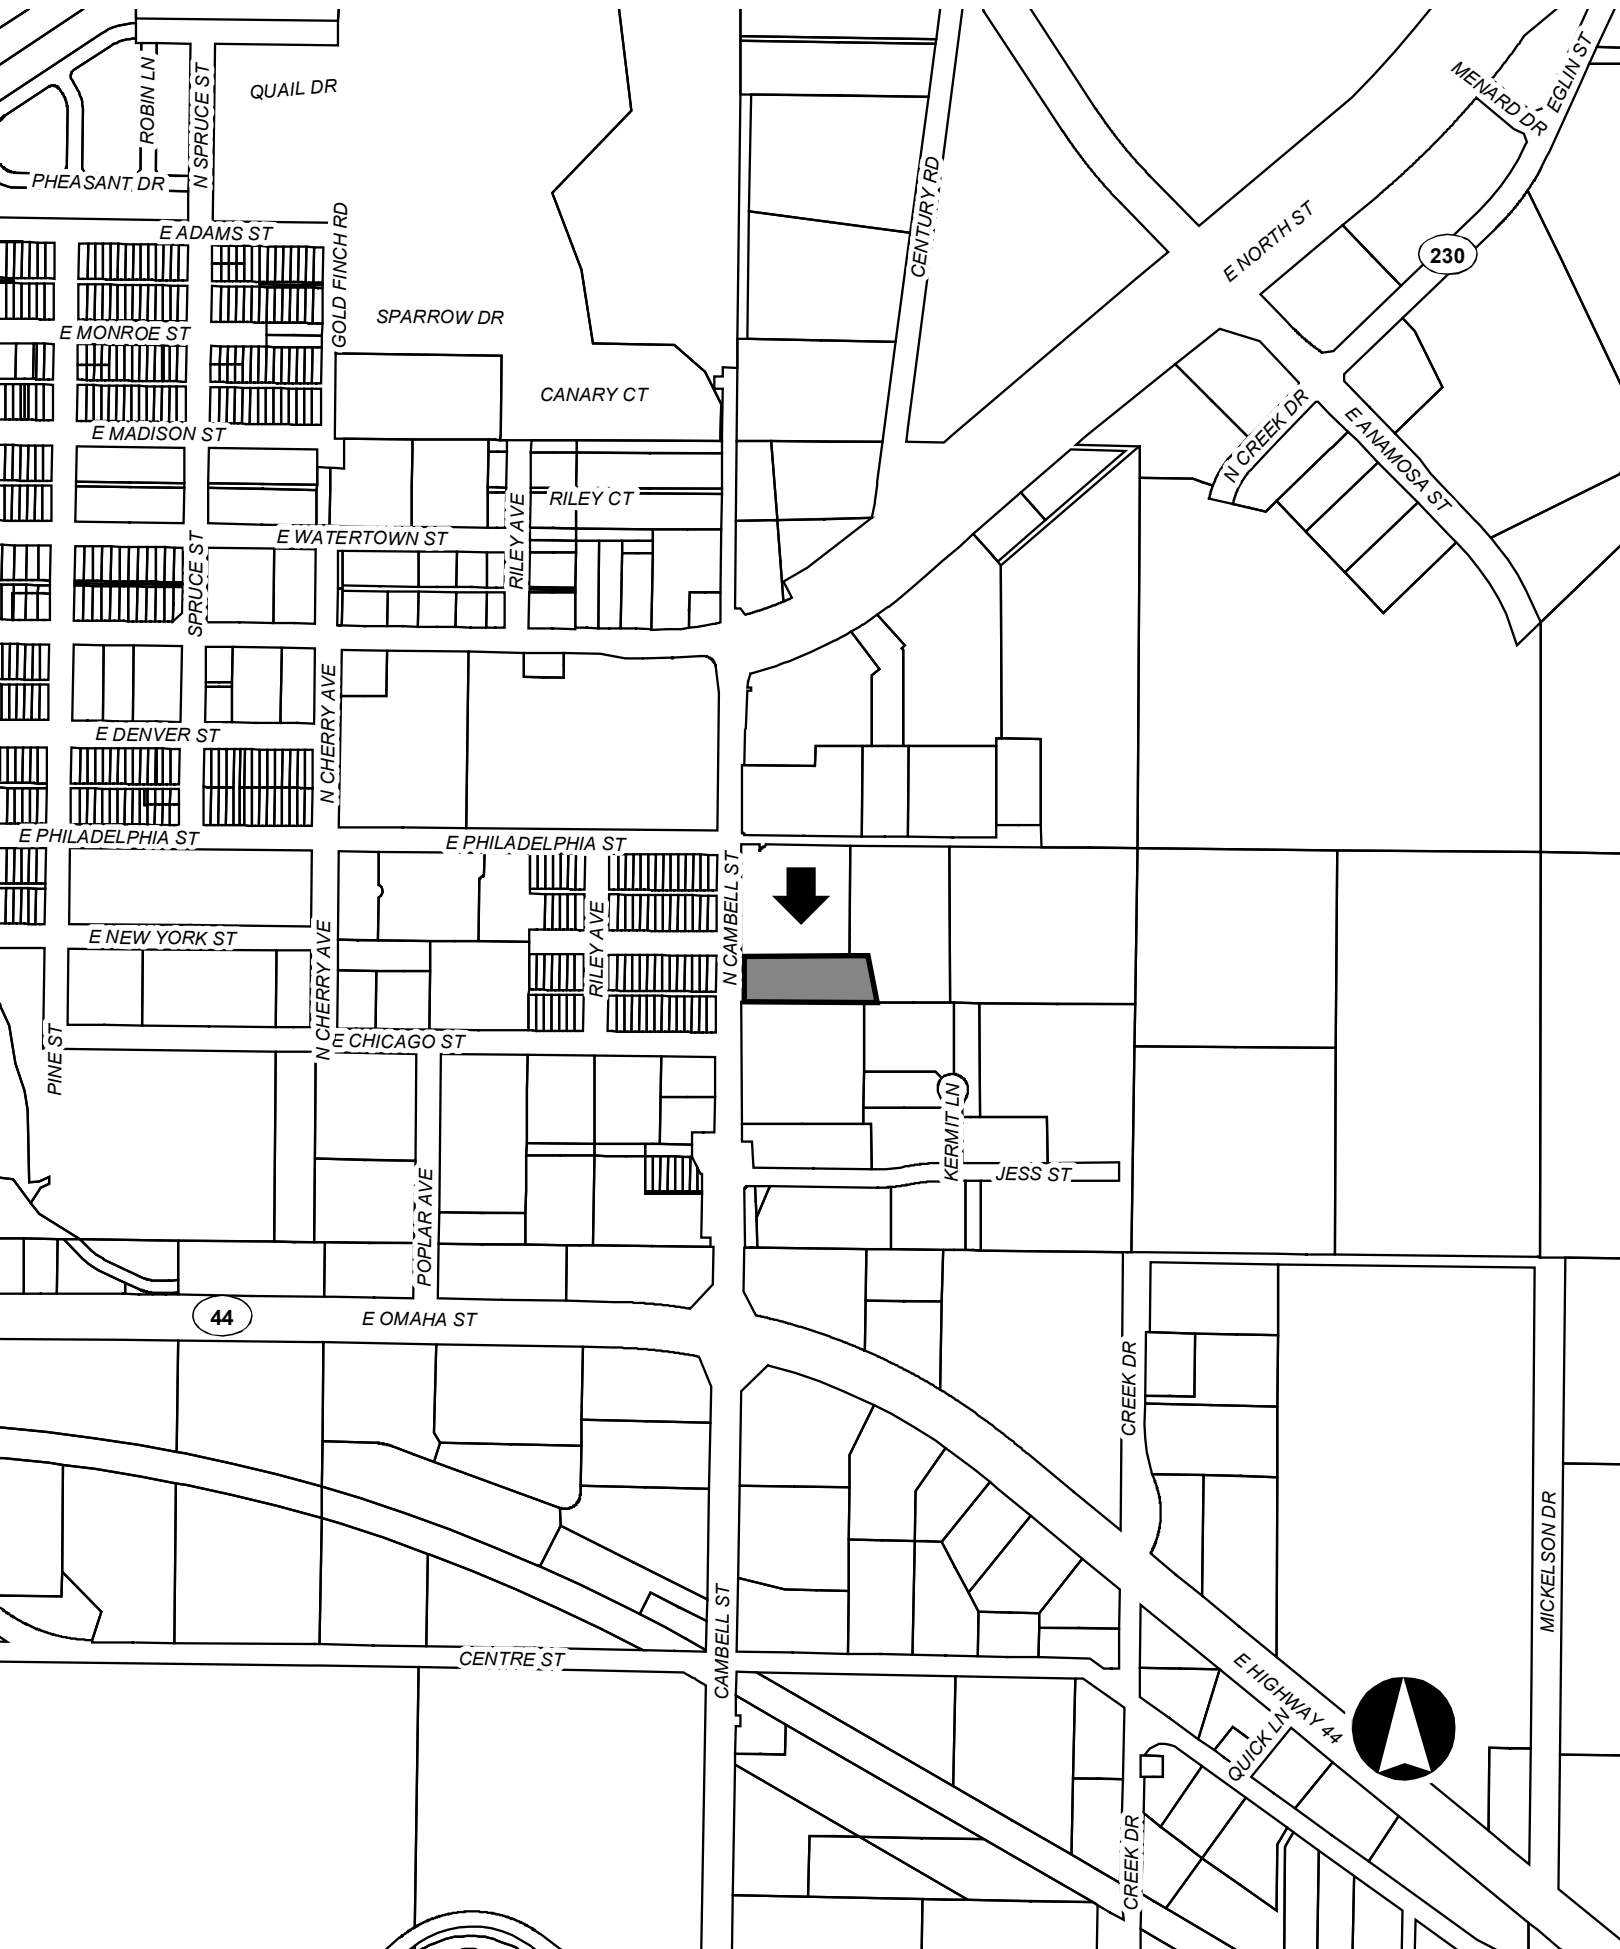 ROBIN LN
N SPRUCE ST
QUAIL DR
MENARD DR
EGLIN ST
PHEASANT DR
E ADAMS ST
GOLD FINCH RD
CENTURY RD
E NORTH ST
230
E MONROE ST
SPARROW DR
CANARY CT
E MADISON ST
N CREEK DR
E ANAMOSA ST
RILEY CT
RILEY AVE
E WATERTOWN ST
SPRUCE ST
N CHERRY AVE
E DENVER ST
E PHILADELPHIA ST
E PHILADELPHIA ST
N CAMBELL ST
RILEY AVE
E NEW YORK ST
N CHERRY AVE
E CHICAGO ST
PINE ST
KERMIT LN
JESS ST
POPLAR AVE
44
E OMAHA ST
CREEK DR
MICKELSON DR
CAMBELL ST
CENTRE ST
E HIGHWAY 44
QUICK LN
CREEK DR